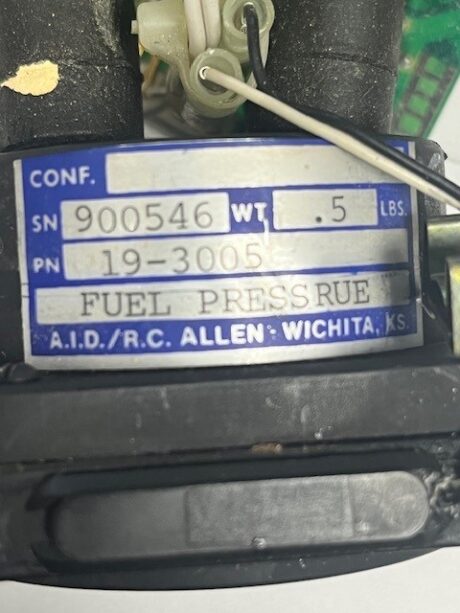 CONF.
SN 900546 WT .5 LBS.
PN 19-3005
FUEL PRESSRUE
A.I.D./R.C. ALLEN - WICHITA, KS.